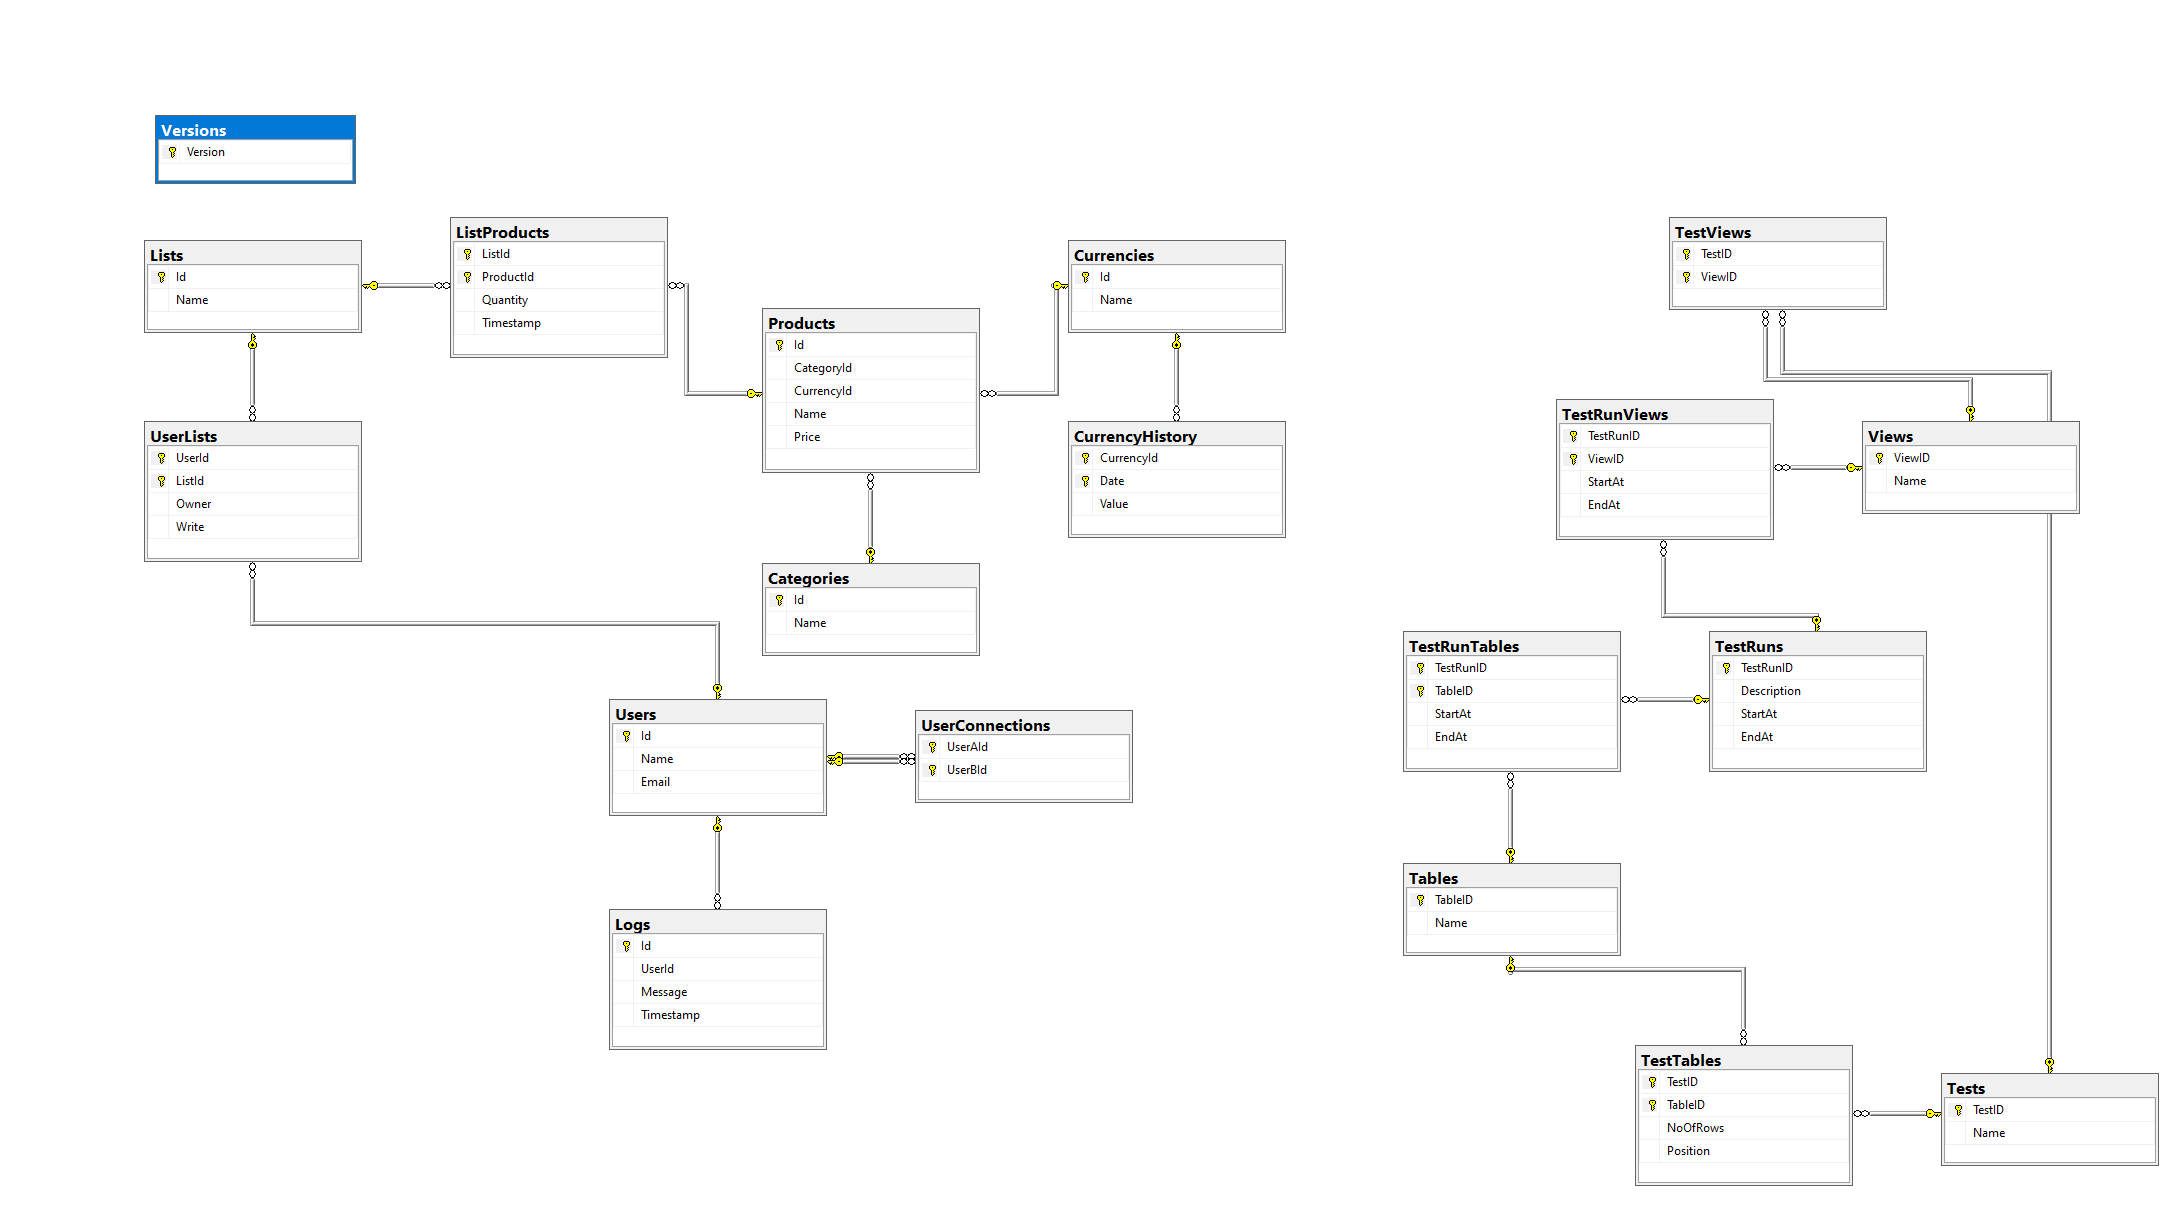 Versions
Version
Lists
Id
Name
ListProducts
ListId
ProductId
Quantity
Timestamp
Products
Id
CategoryId
CurrencyId
Name
Price
Currencies
Id
Name
CurrencyHistory
CurrencyId
Date
Value
UserLists
UserId
ListId
Owner
Write
Categories
Id
Name
Users
Id
Name
Email
UserConnections
UserAId
UserBId
Logs
Id
UserId
Message
Timestamp
TestViews
TestID
ViewID
TestRunViews
TestRunID
ViewID
StartAt
EndAt
Views
ViewID
Name
TestRunTables
TestRunID
TableID
StartAt
EndAt
TestRuns
TestRunID
Description
StartAt
EndAt
Tables
TableID
Name
TestTables
TestID
TableID
NoOfRows
Position
Tests
TestID
Name